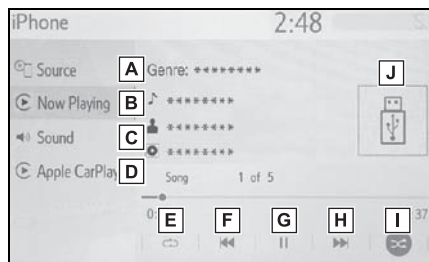 iPhone 2:48
Source
A Genre: ********
J
Now Playing
B ********
Sound
C ********
Apple CarPlay
D ********
Song 1 of 5
0: 37
E F G H I